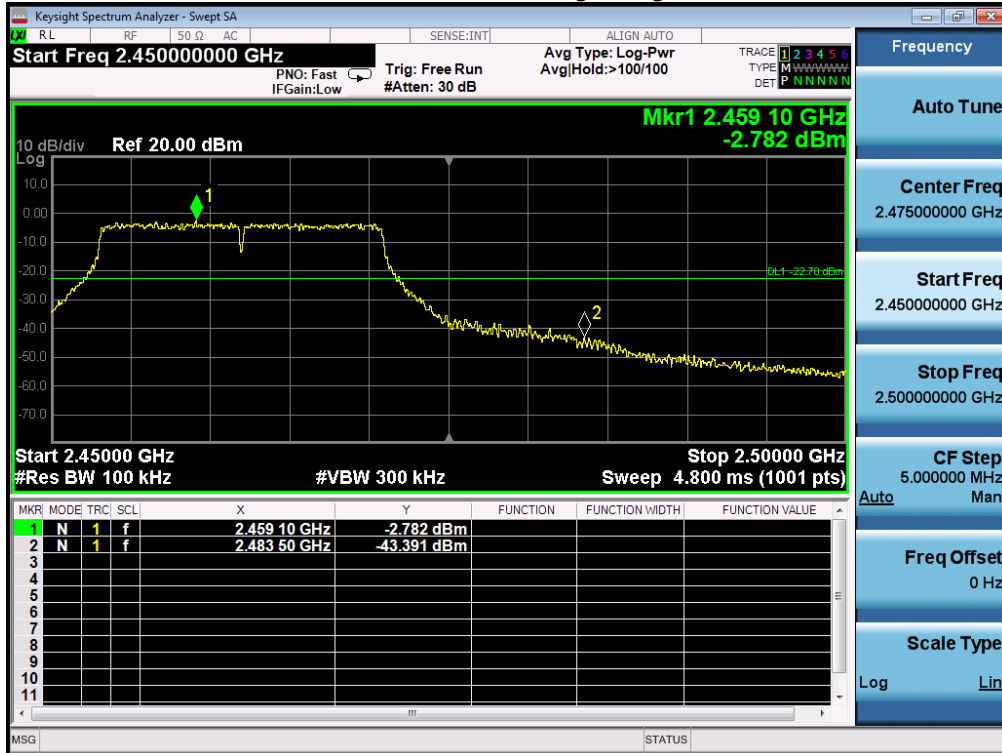 Keysight Spectrum Analyzer - Swept SA
LXI RL RF 50 Ω AC SENSE:INT ALIGN AUTO
Start Freq 2.450000000 GHz
PNO: Fast
IFGain:Low
Trig: Free Run
#Atten: 30 dB
Avg Type: Log-Pwr
Avg|Hold:>100/100
TRACE 1 2 3 4 5 6
TYPE M W W W W W
DET P N N N N N
Mkr1 2.459 10 GHz
-2.782 dBm
10 dB/div Ref 20.00 dBm
Log
10.0
1
0.00
-10.0
-20.0
DL1 -22.78 dBm
-30.0
2
-40.0
-50.0
-60.0
-70.0
Start 2.45000 GHz Stop 2.50000 GHz
#Res BW 100 kHz #VBW 300 kHz Sweep 4.800 ms (1001 pts)
MKR MODE TRC SCL X Y FUNCTION FUNCTION WIDTH FUNCTION VALUE
1 N 1 f 2.459 10 GHz -2.782 dBm
2 N 1 f 2.483 50 GHz -43.391 dBm
3
4
5
6
7
8
9
10
11
MSG STATUS
Frequency
Auto Tune
Center Freq
2.475000000 GHz
Start Freq
2.450000000 GHz
Stop Freq
2.500000000 GHz
CF Step
5.000000 MHz
Auto Man
Freq Offset
0 Hz
Scale Type
Log Lin